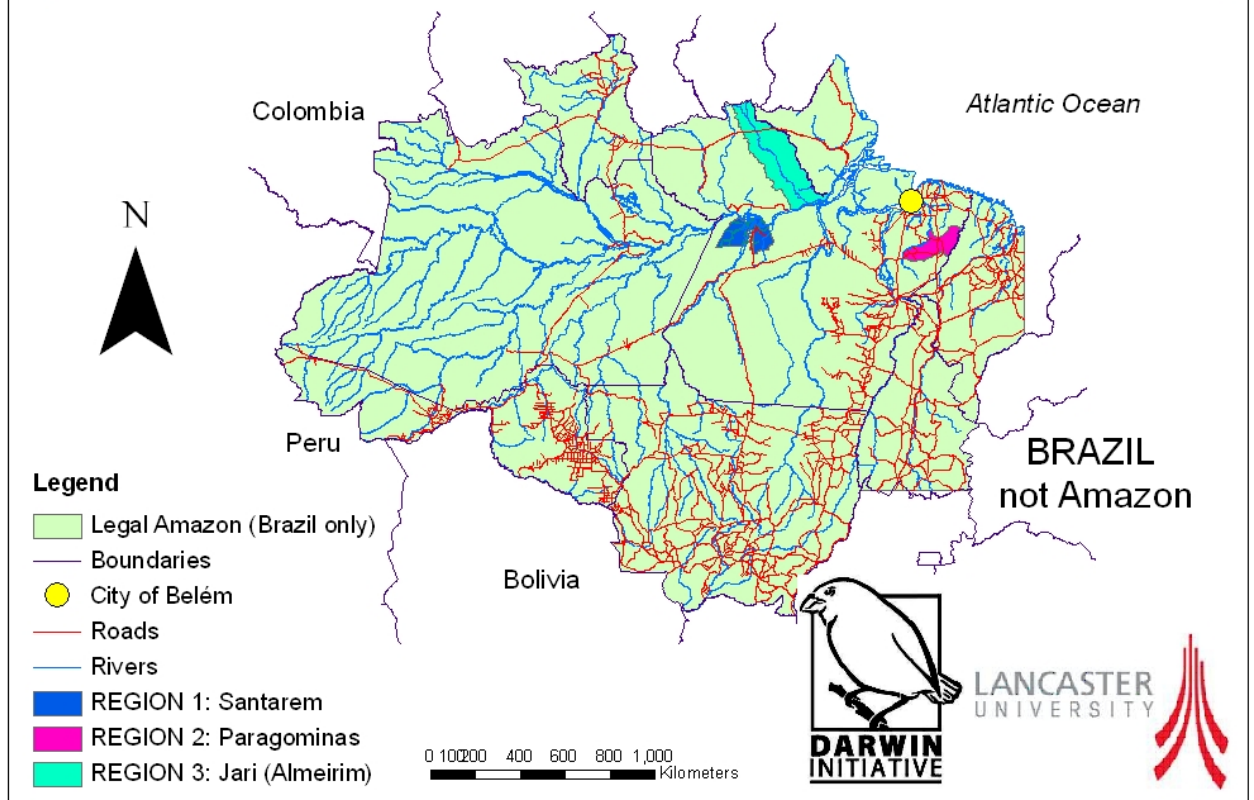 Colombia
Atlantic Ocean
N
Peru
BRAZIL
not Amazon
Bolivia
Legend
Legal Amazon (Brazil only)
Boundaries
City of Belém
Roads
Rivers
REGION 1: Santarem
REGION 2: Paragominas
REGION 3: Jari (Almeirim)
0 100200 400 600 800 1,000
Kilometers
DARWIN
INITIATIVE
LANCASTER
UNIVERSITY